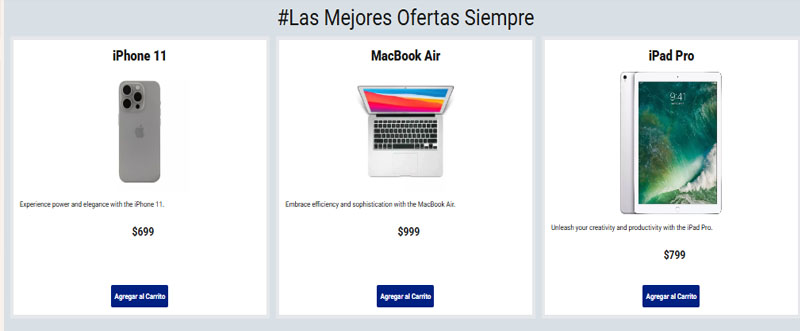 #Las Mejores Ofertas Siempre
iPhone 11
Experience power and elegance with the iPhone 11.
$699
Agregar al Carrito
MacBook Air
Embrace efficiency and sophistication with the MacBook Air.
$999
Agregar al Carrito
iPad Pro
9:41
Unleash your creativity and productivity with the iPad Pro.
$799
Agregar al Carrito